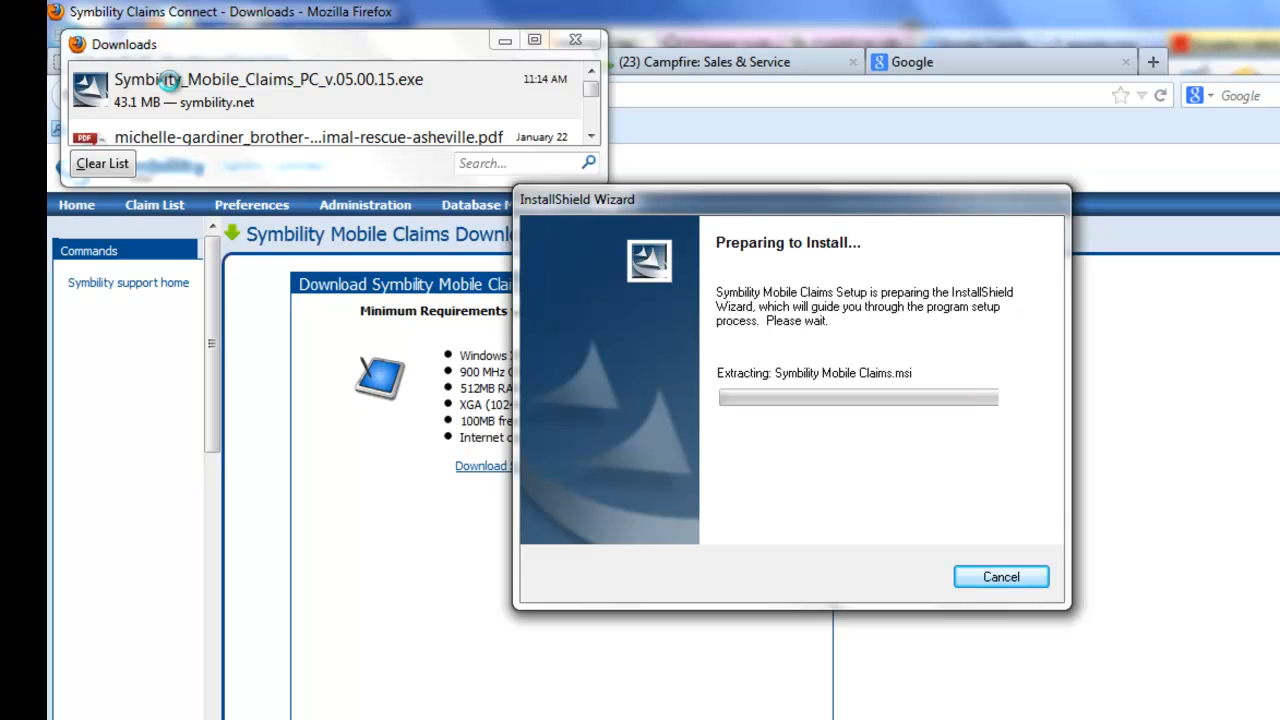 Symbility Claims Connect - Downloads - Mozilla Firefox
Downloads
Symbility_Mobile_Claims_PC_v.05.00.15.exe
11:14 AM
43.1 MB — symbility.net
PDF
michelle-gardiner_brother-...imal-rescue-asheville.pdf
January 22
Clear List
Search...
(23) Campfire: Sales & Service
Google
Google
Home
Claim List
Preferences
Administration
Database M
Commands
Symbility support home
Symbility Mobile Claims Downl
Download Symbility Mobile Clai
Minimum Requirements
Windows
900 MHz
512MB RA
XGA (102
100MB fre
Internet
Download
InstallShield Wizard
Preparing to Install...
Symbility Mobile Claims Setup is preparing the InstallShield
Wizard, which will guide you through the program setup
process. Please wait.
Extracting: Symbility Mobile Claims.msi
Cancel